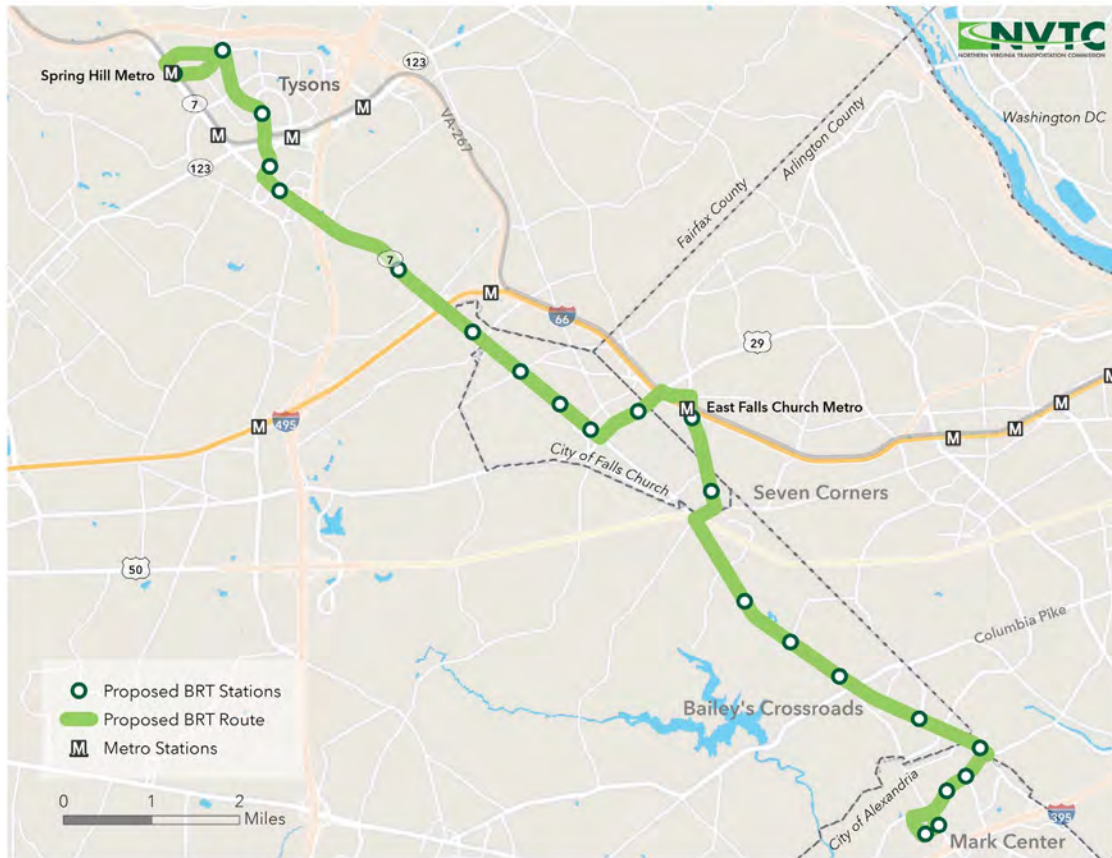 NVTC
NORTHERN VIRGINIA TRANSPORTATION COMMISSION
Spring Hill Metro
M
7
Tysons
123
M
M
M
123
VA-267
Fairfax County
Arlington County
Washington DC
7
M
66
29
M
East Falls Church Metro
M
495
M
M
M
M
City of Falls Church
Seven Corners
50
Columbia Pike
Bailey's Crossroads
City of Alexandria
395
Mark Center
Proposed BRT Stations
Proposed BRT Route
M Metro Stations
0 1 2
Miles